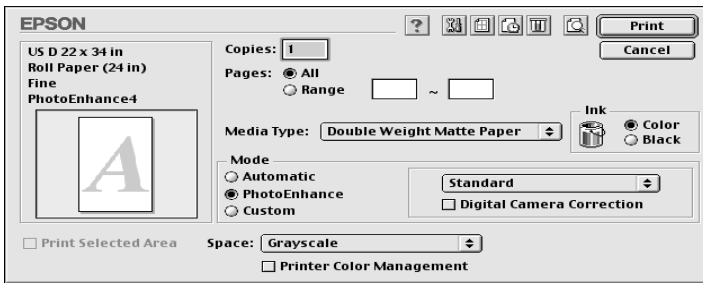 EPSON
?
Print
Cancel
US D 22 x 34 in
Roll Paper (24 in)
Fine
PhotoEnhance4
A
Copies: 1
Pages: All
Range ~
Media Type: Double Weight Matte Paper
Ink
Color
Black
Mode
Automatic
PhotoEnhance
Custom
Standard
Digital Camera Correction
Print Selected Area
Space: Grayscale
Printer Color Management